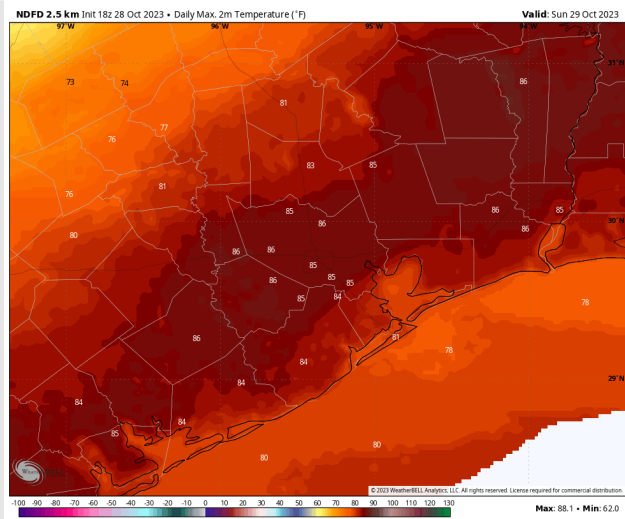 NDFD 2.5 km Init 18z 28 Oct 2023 • Daily Max. 2m Temperature (°F)
Valid: Sun 29 Oct 2023
97°W 96°W 95°W 94°W
31°N
73 74 86
81
76 77
83 85
76 81
85 86 85
30°N
80 86 86
86 86
85
86 85 85
85 84
78
86 81
78
84
29°N
84
84
85 84
80
80
© 2023 WeatherBELL Analytics, LLC. All rights reserved. License required for commercial distribution.
-100 -90 -80 -70 -60 -50 -40 -30 -20 -10 0 10 20 30 40 50 60 70 80 90 100 110 120 130
Max: 88.1 • Min: 62.0